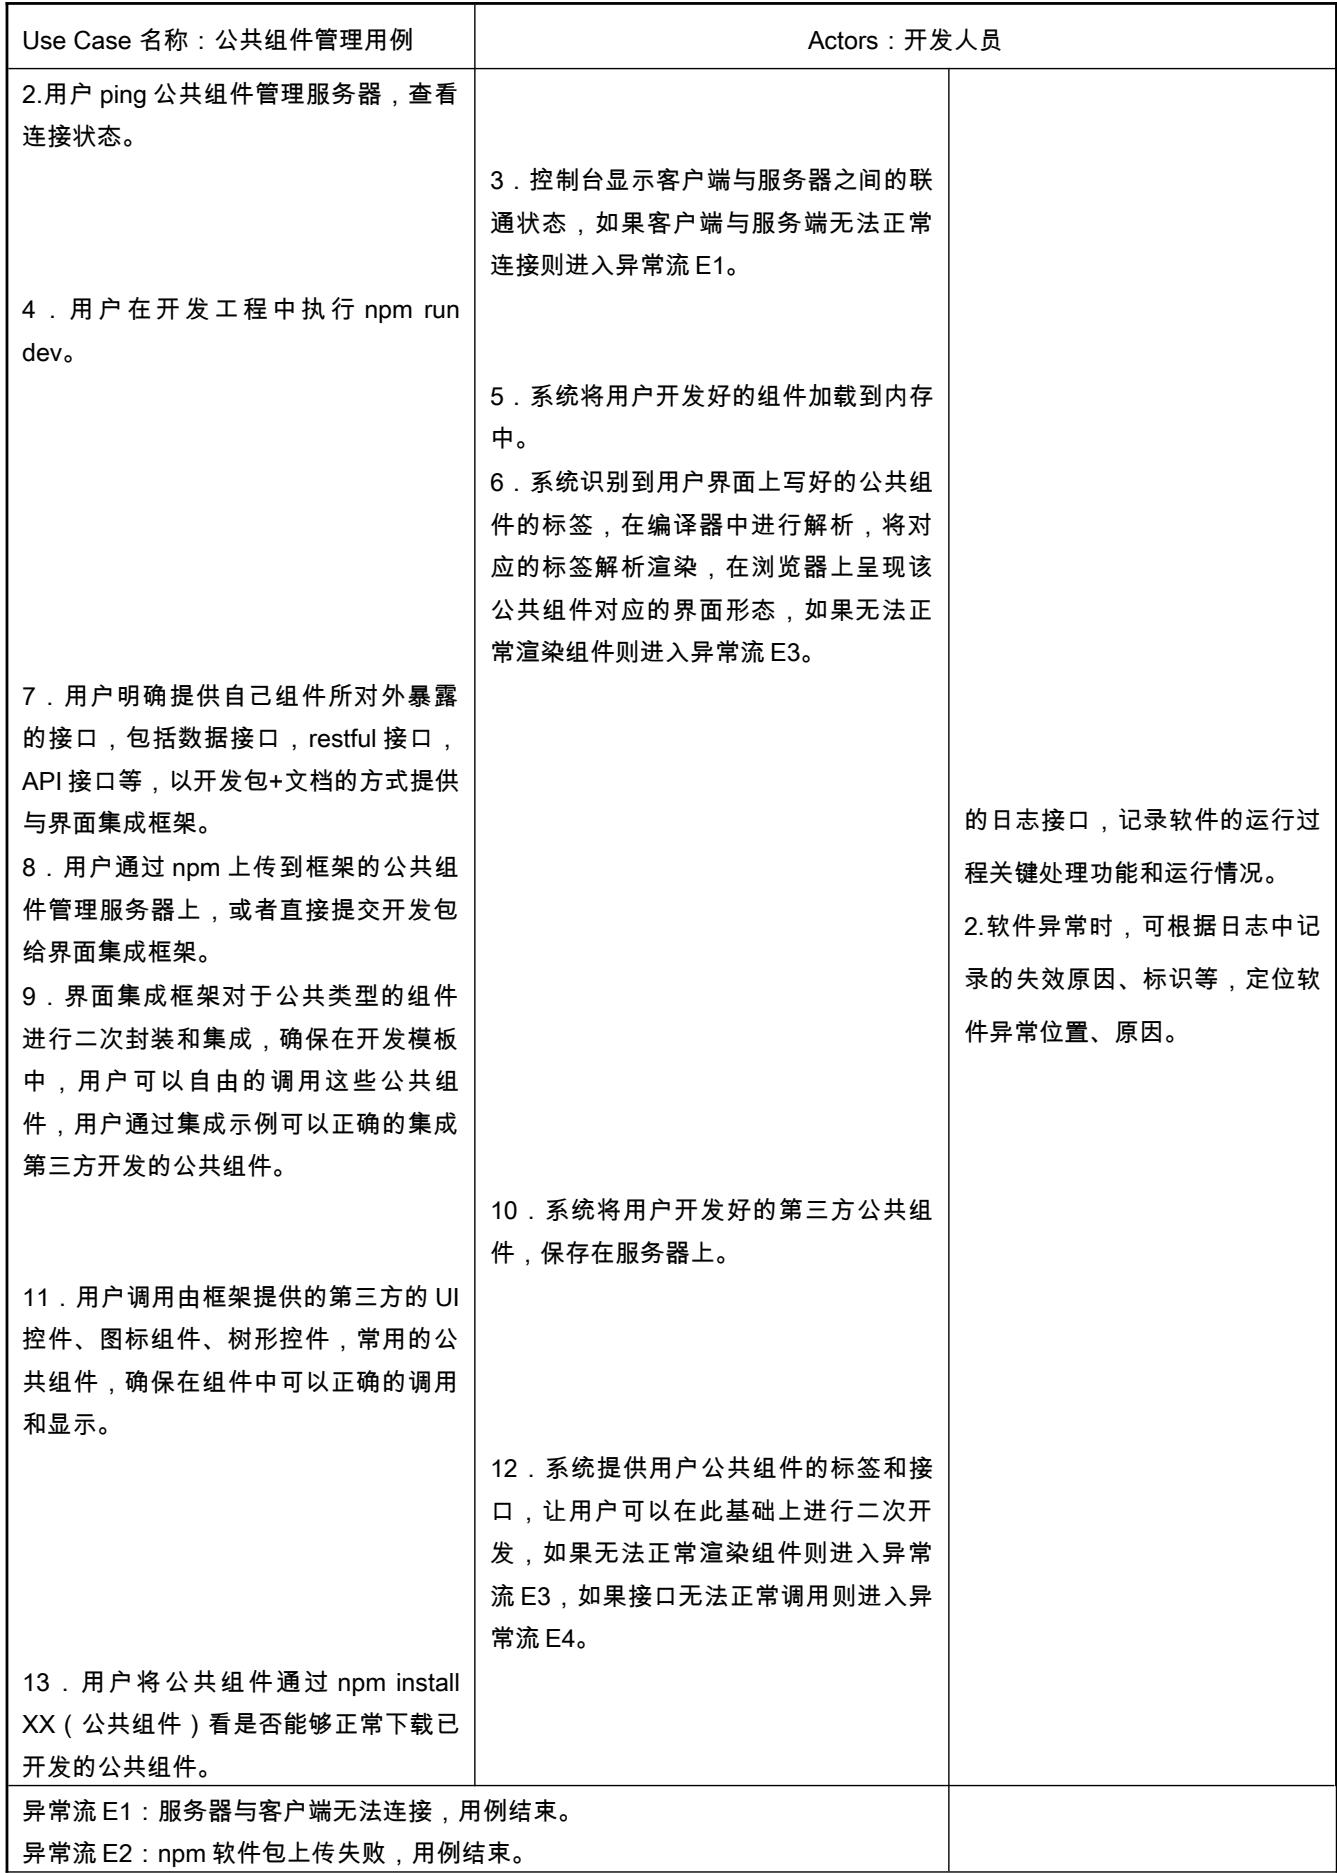 Use Case 名称：公共组件管理用例
Actors：开发人员
2.用户 ping 公共组件管理服务器，查看
连接状态。
3．控制台显示客户端与服务器之间的联
通状态，如果客户端与服务端无法正常
连接则进入异常流 E1。
4．用户在开发工程中执行 npm run
dev。
5．系统将用户开发好的组件加载到内存
中。
6．系统识别到用户界面上写好的公共组
件的标签，在编译器中进行解析，将对
应的标签解析渲染，在浏览器上呈现该
公共组件对应的界面形态，如果无法正
常渲染组件则进入异常流 E3。
7．用户明确提供自己组件所对外暴露
的接口，包括数据接口，restful 接口，
API 接口等，以开发包+文档的方式提供
与界面集成框架。
8．用户通过 npm 上传到框架的公共组
件管理服务器上，或者直接提交开发包
给界面集成框架。
9．界面集成框架对于公共类型的组件
进行二次封装和集成，确保在开发模板
中，用户可以自由的调用这些公共组
件，用户通过集成示例可以正确的集成
第三方开发的公共组件。
10．系统将用户开发好的第三方公共组
件，保存在服务器上。
11．用户调用由框架提供的第三方的 UI
控件、图标组件、树形控件，常用的公
共组件，确保在组件中可以正确的调用
和显示。
12．系统提供用户公共组件的标签和接
口，让用户可以在此基础上进行二次开
发，如果无法正常渲染组件则进入异常
流 E3，如果接口无法正常调用则进入异
常流 E4。
13．用户将公共组件通过 npm install
XX（公共组件）看是否能够正常下载已
开发的公共组件。
的日志接口，记录软件的运行过
程关键处理功能和运行情况。
2.软件异常时，可根据日志中记
录的失效原因、标识等，定位软
件异常位置、原因。
异常流 E1：服务器与客户端无法连接，用例结束。
异常流 E2：npm 软件包上传失败，用例结束。